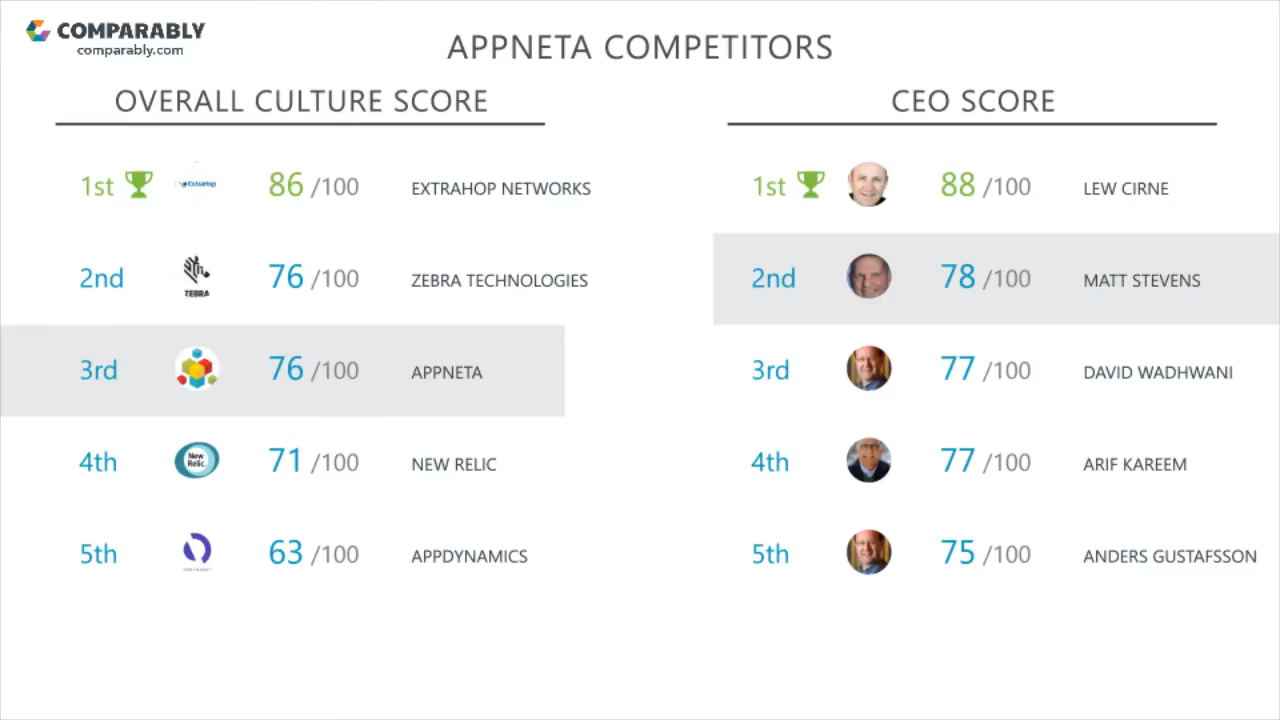 COMPARABLY
comparably.com
APPNETA COMPETITORS
OVERALL CULTURE SCORE
1st ExtraHop 86 /100 EXTRAHOP NETWORKS
2nd ZEBRA 76 /100 ZEBRA TECHNOLOGIES
3rd 76 /100 APPNETA
4th New Relic. 71 /100 NEW RELIC
5th 63 /100 APPDYNAMICS
CEO SCORE
1st 88 /100 LEW CIRNE
2nd 78 /100 MATT STEVENS
3rd 77 /100 DAVID WADHWANI
4th 77 /100 ARIF KAREEM
5th 75 /100 ANDERS GUSTAFSSON